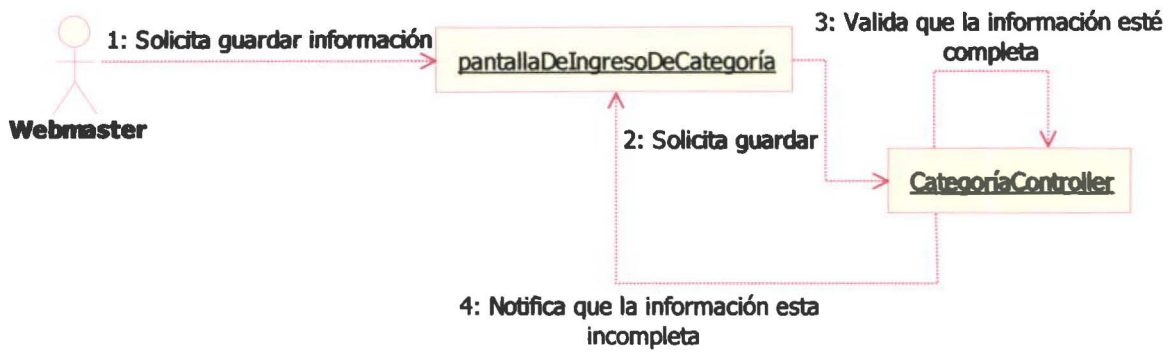 1: Solicita guardar información
Webmaster
pantallaDeIngresoDeCategoría
2: Solicita guardar
3: Valida que la información esté
completa
CategoríaController
4: Notifica que la información esta
incompleta